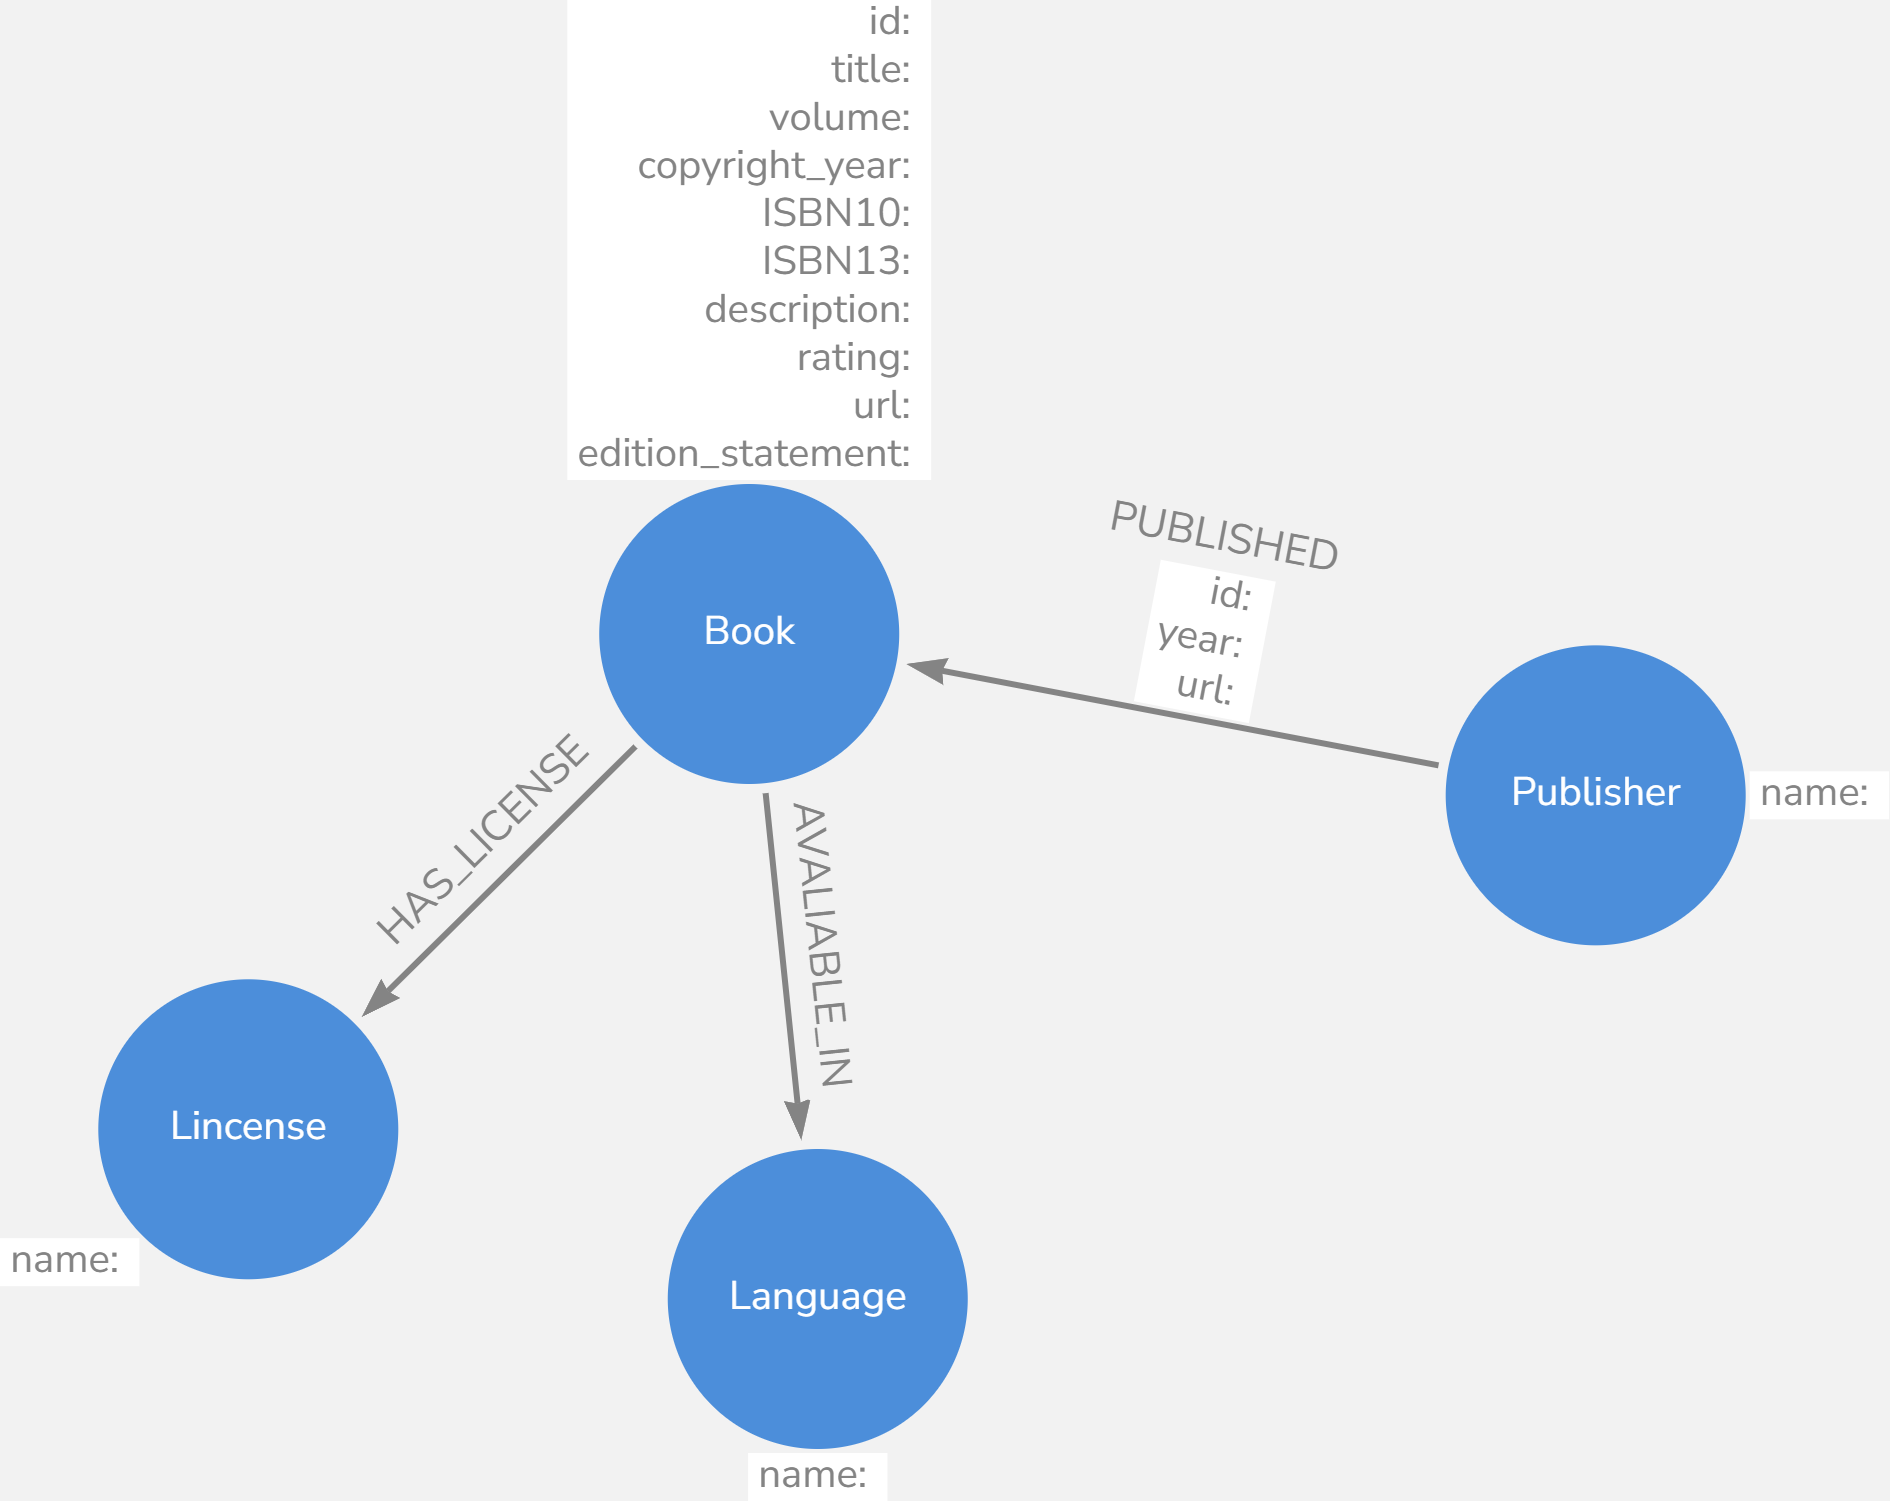 id:
title:
volume:
copyright_year:
ISBN10:
ISBN13:
description:
rating:
url:
edition_statement:
Book
PUBLISHED
id:
year:
url:
Publisher
name:
HAS_LICENSE
AVALIABLE_IN
Lincense
name:
Language
name: